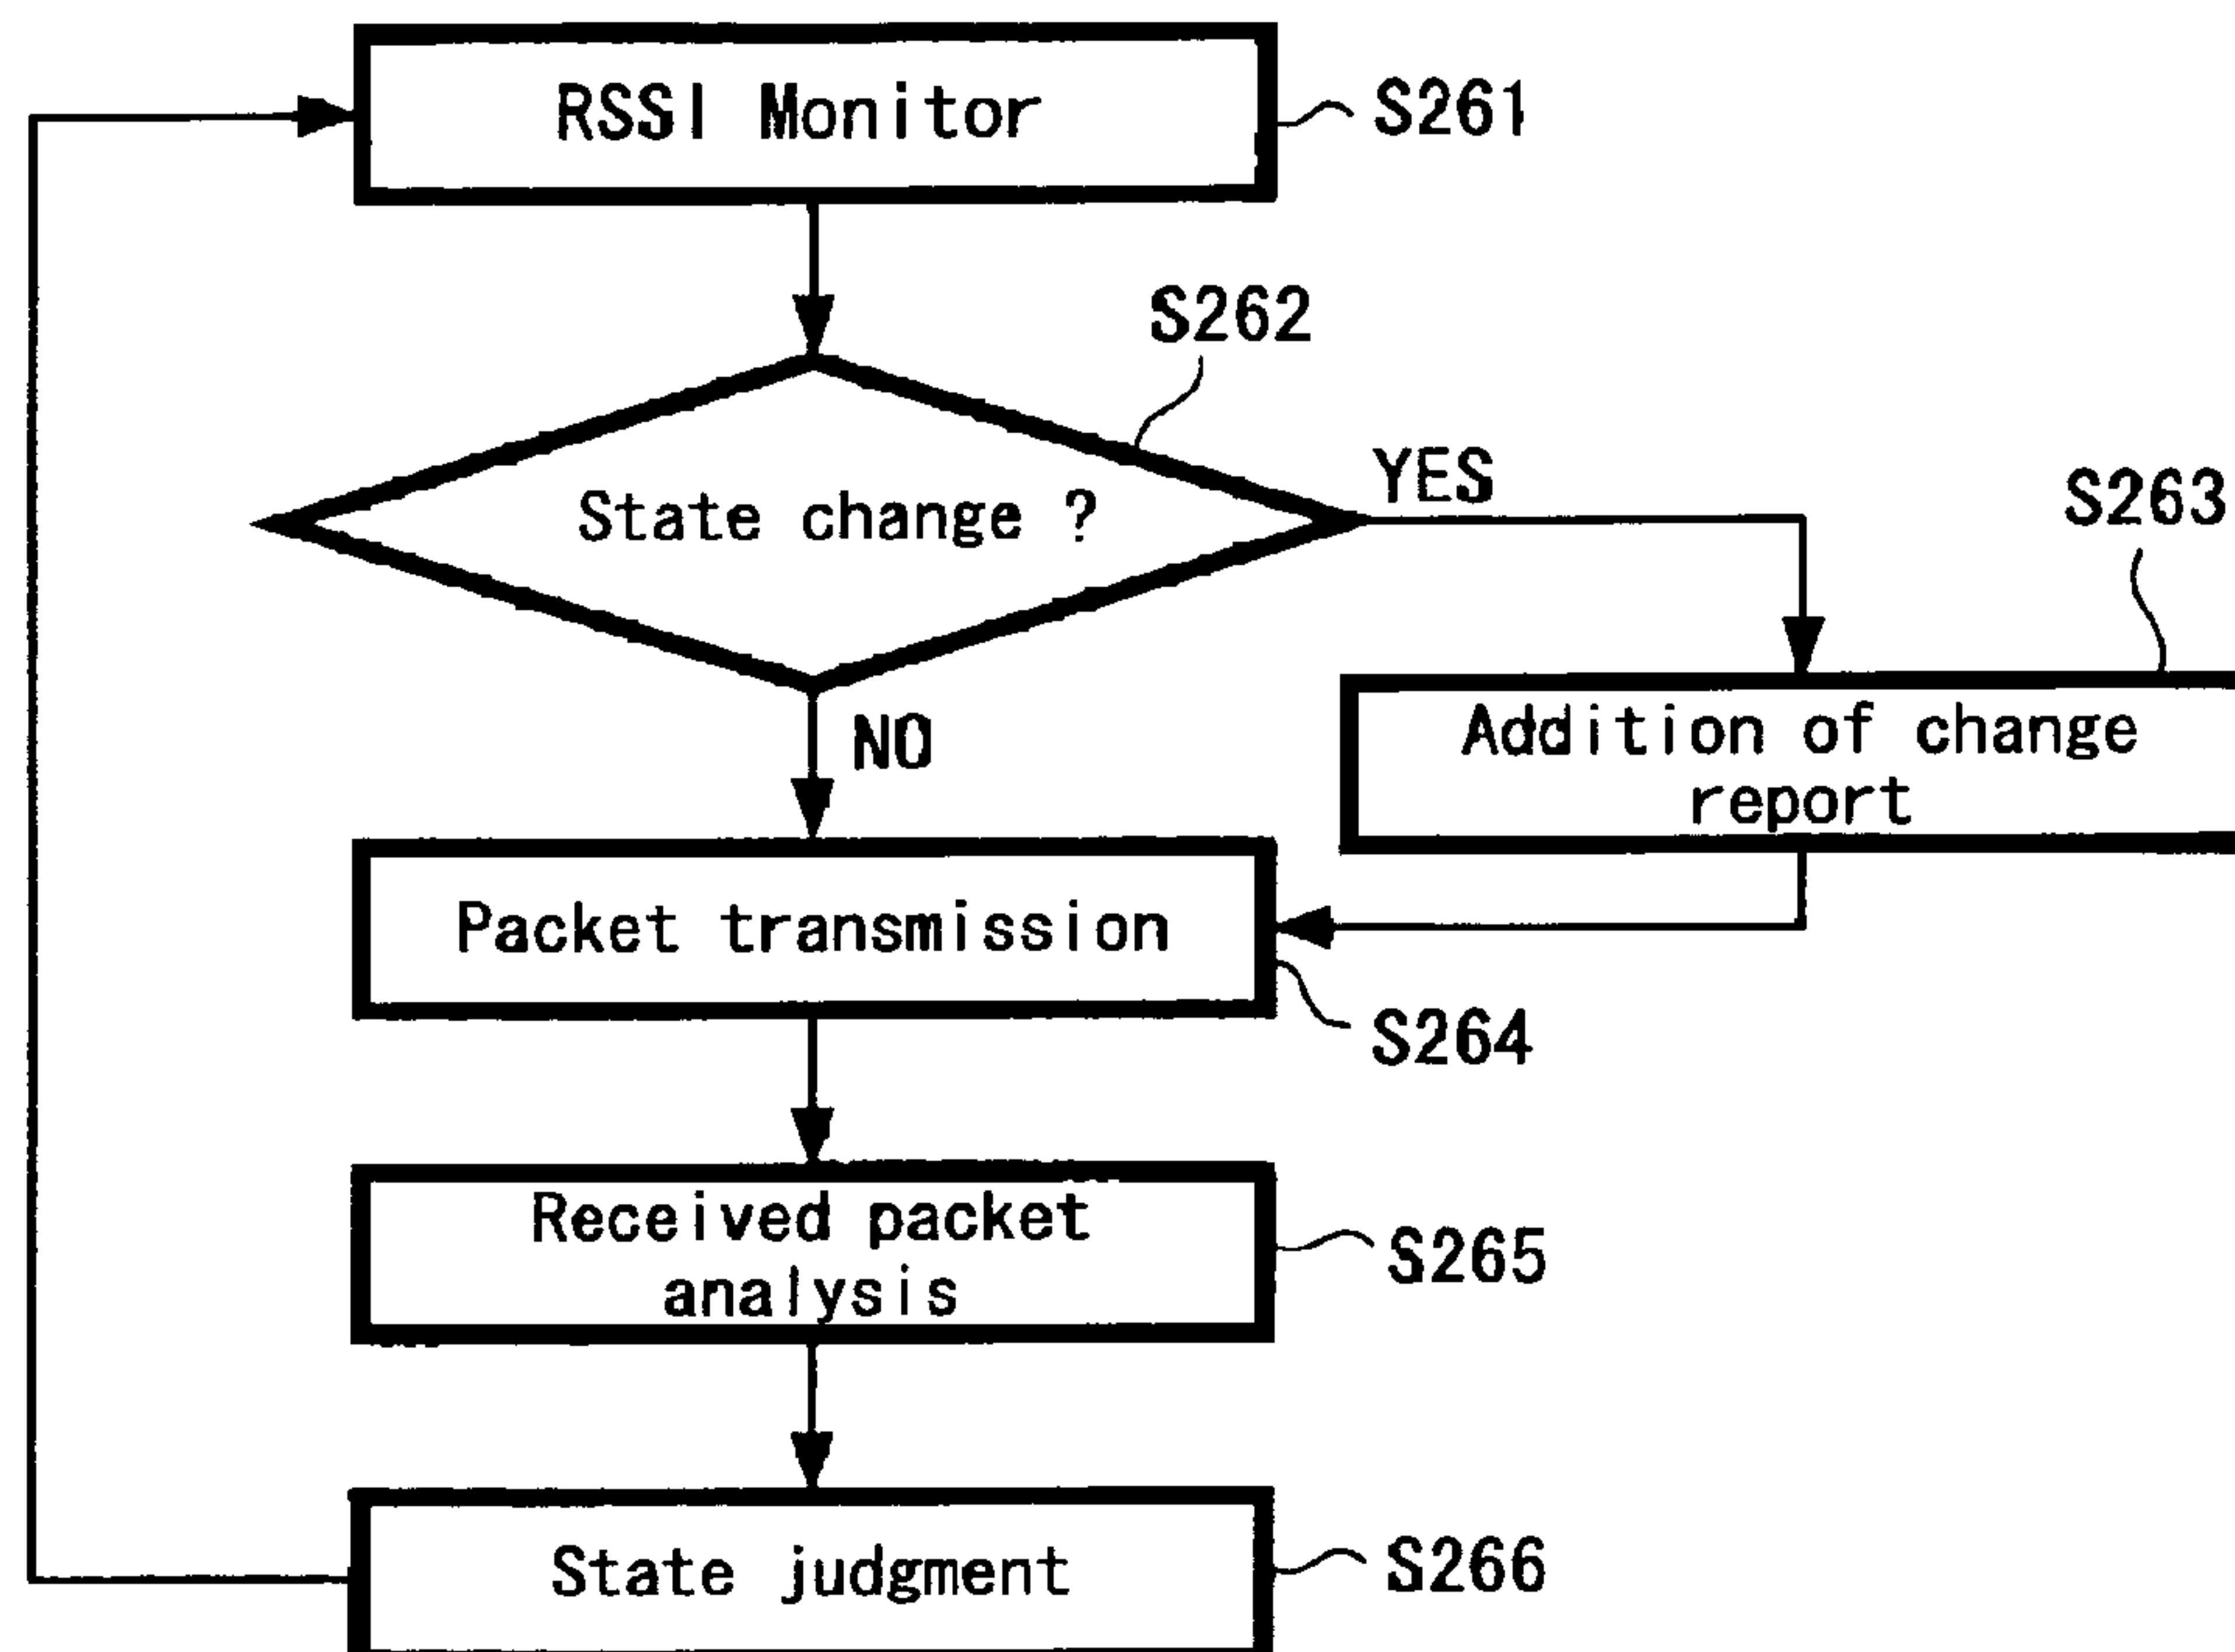 RSSI Monitor
S261
S262
State change ?
YES
S263
NO
Addition of change
report
Packet transmission
S264
Received packet
analysis
S265
State judgment
S266